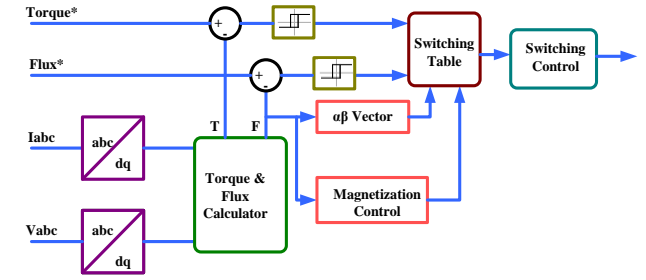 Torque*
+
-
Switching
Table
Switching
Control
Flux*
+
-
T
F
αβ Vector
Iabc
abc
dq
Torque &
Flux
Calculator
Magnetization
Control
Vabc
abc
dq